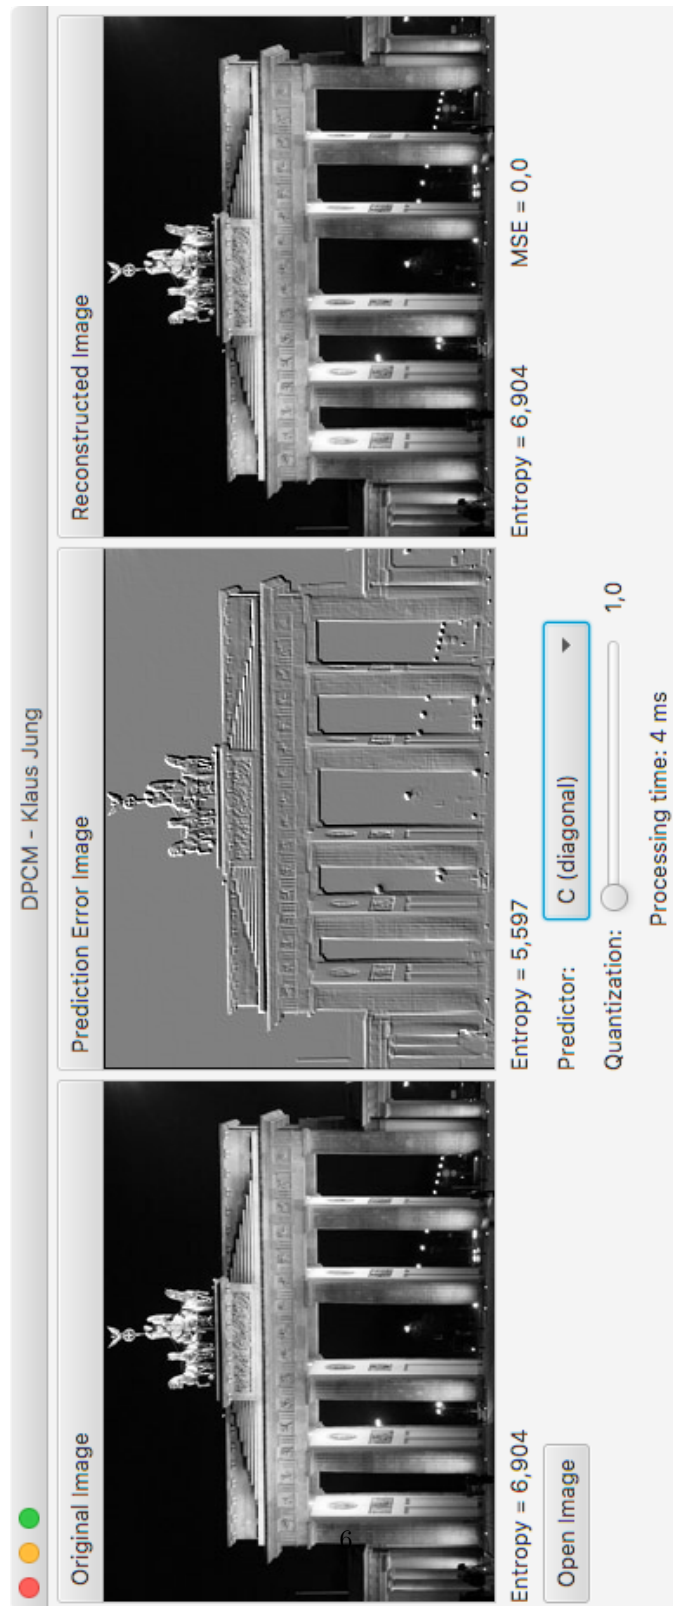 DPCM – Klaus Jung
Original Image
Prediction Error Image
Reconstructed Image
Entropy = 6,904
Entropy = 5,597
Entropy = 6,904
MSE = 0,0
Open Image
Predictor:
C (diagonal)
Quantization:
1,0
Processing time: 4 ms
6